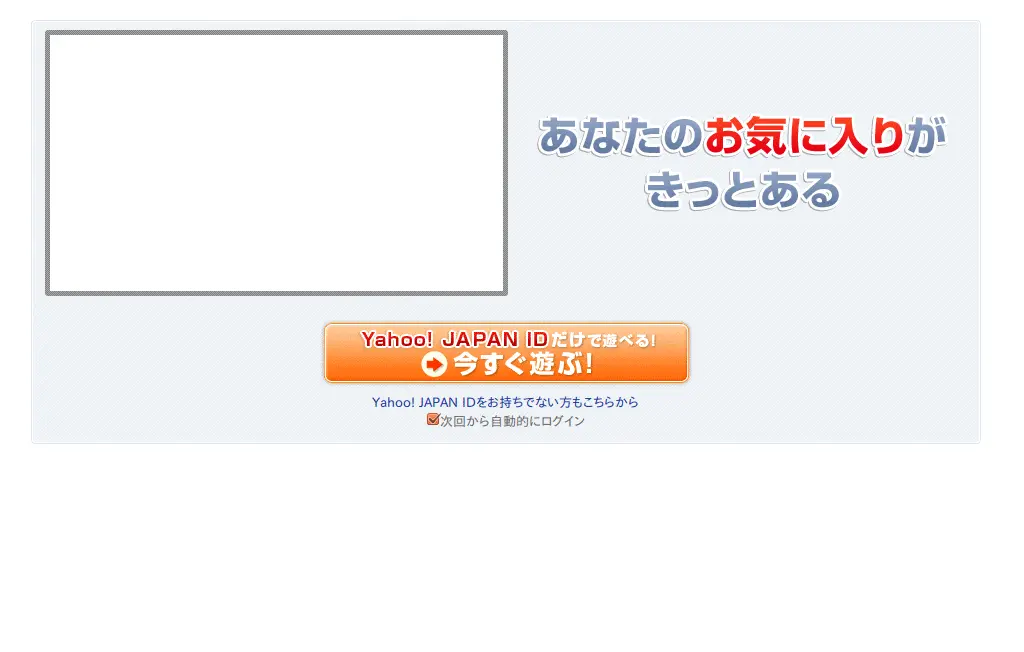 あなたのお気に入りが
きっとある
Yahoo! JAPAN IDだけで遊べる!
今すぐ遊ぶ!
Yahoo! JAPAN IDをお持ちでない方もこちらから
次回から自動的にログイン